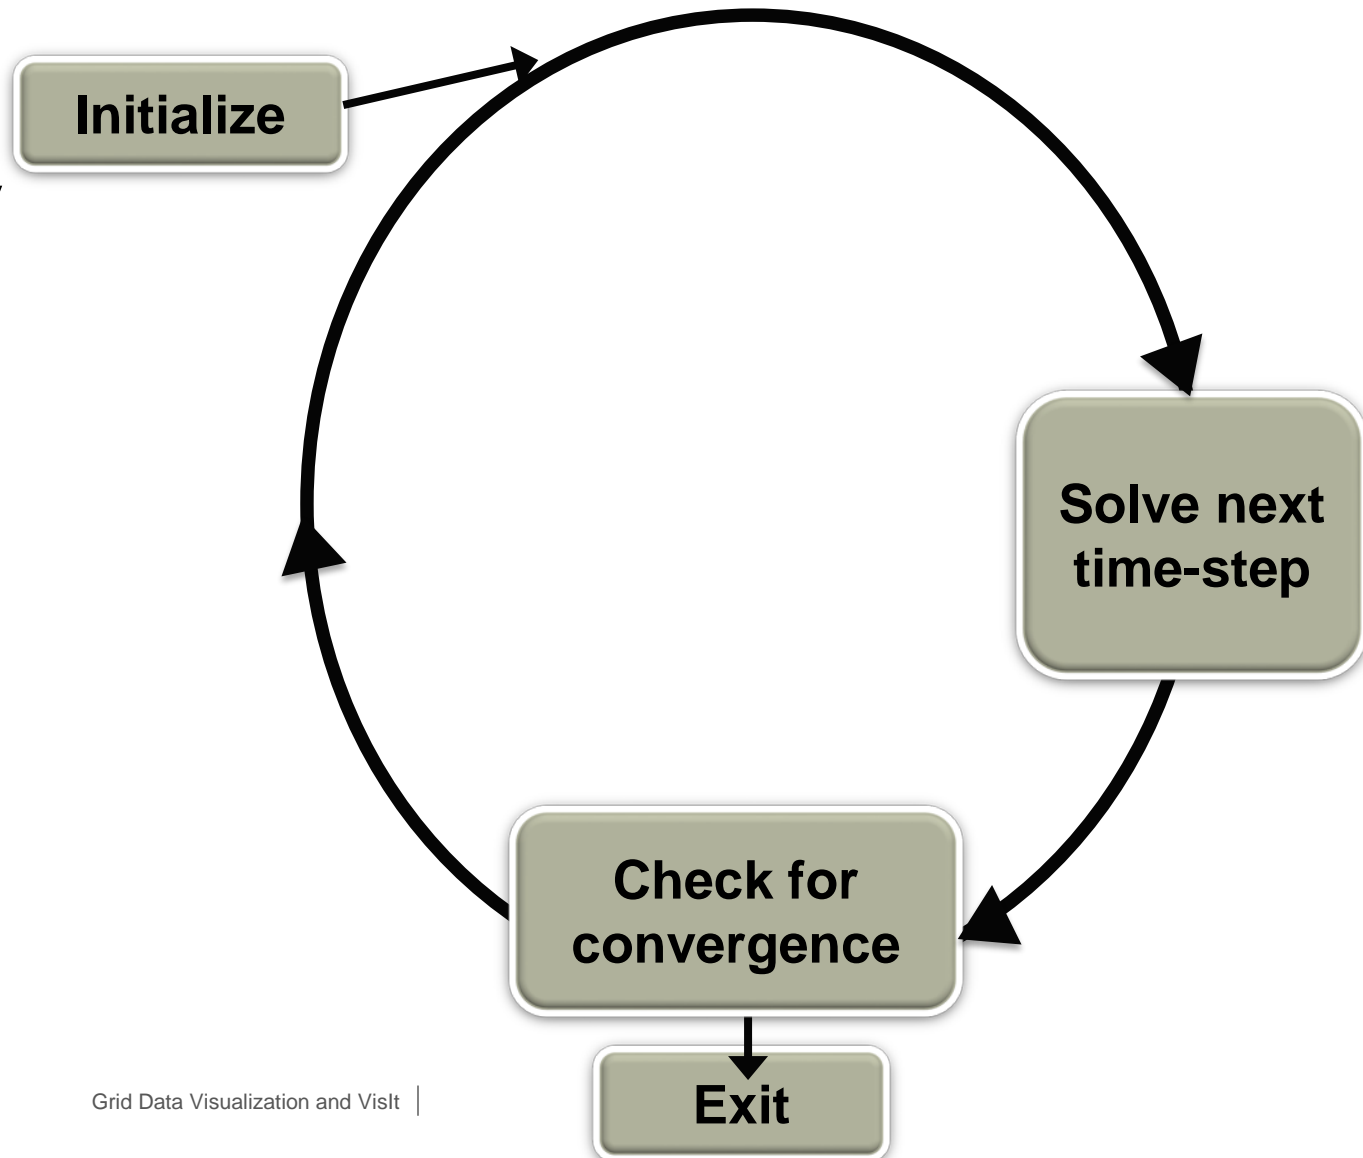 Initialize
Solve next
time-step
Check for
convergence
Exit
Grid Data Visualization and VisIt